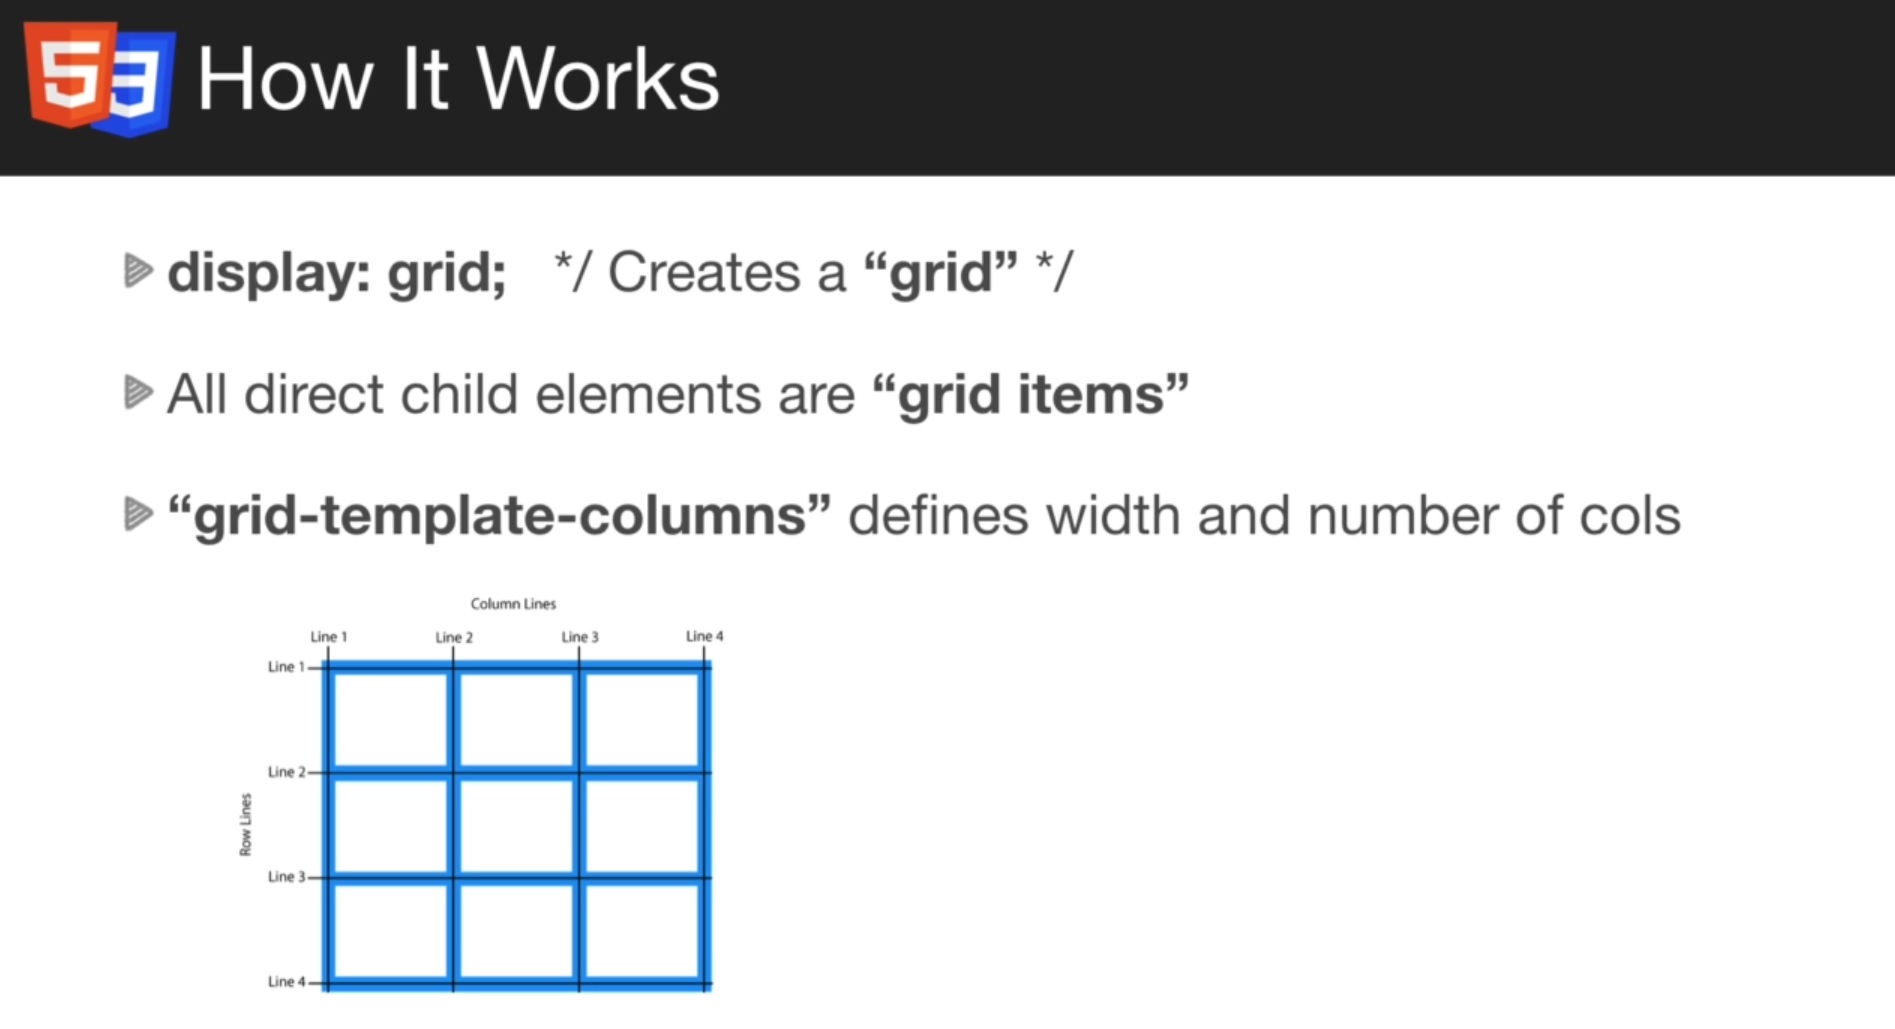 How It Works
display: grid; */ Creates a “grid” */
All direct child elements are “grid items”
“grid-template-columns” defines width and number of cols
Column Lines
Line 1 Line 2 Line 3 Line 4
Line 1
Line 2
Row Lines
Line 3
Line 4